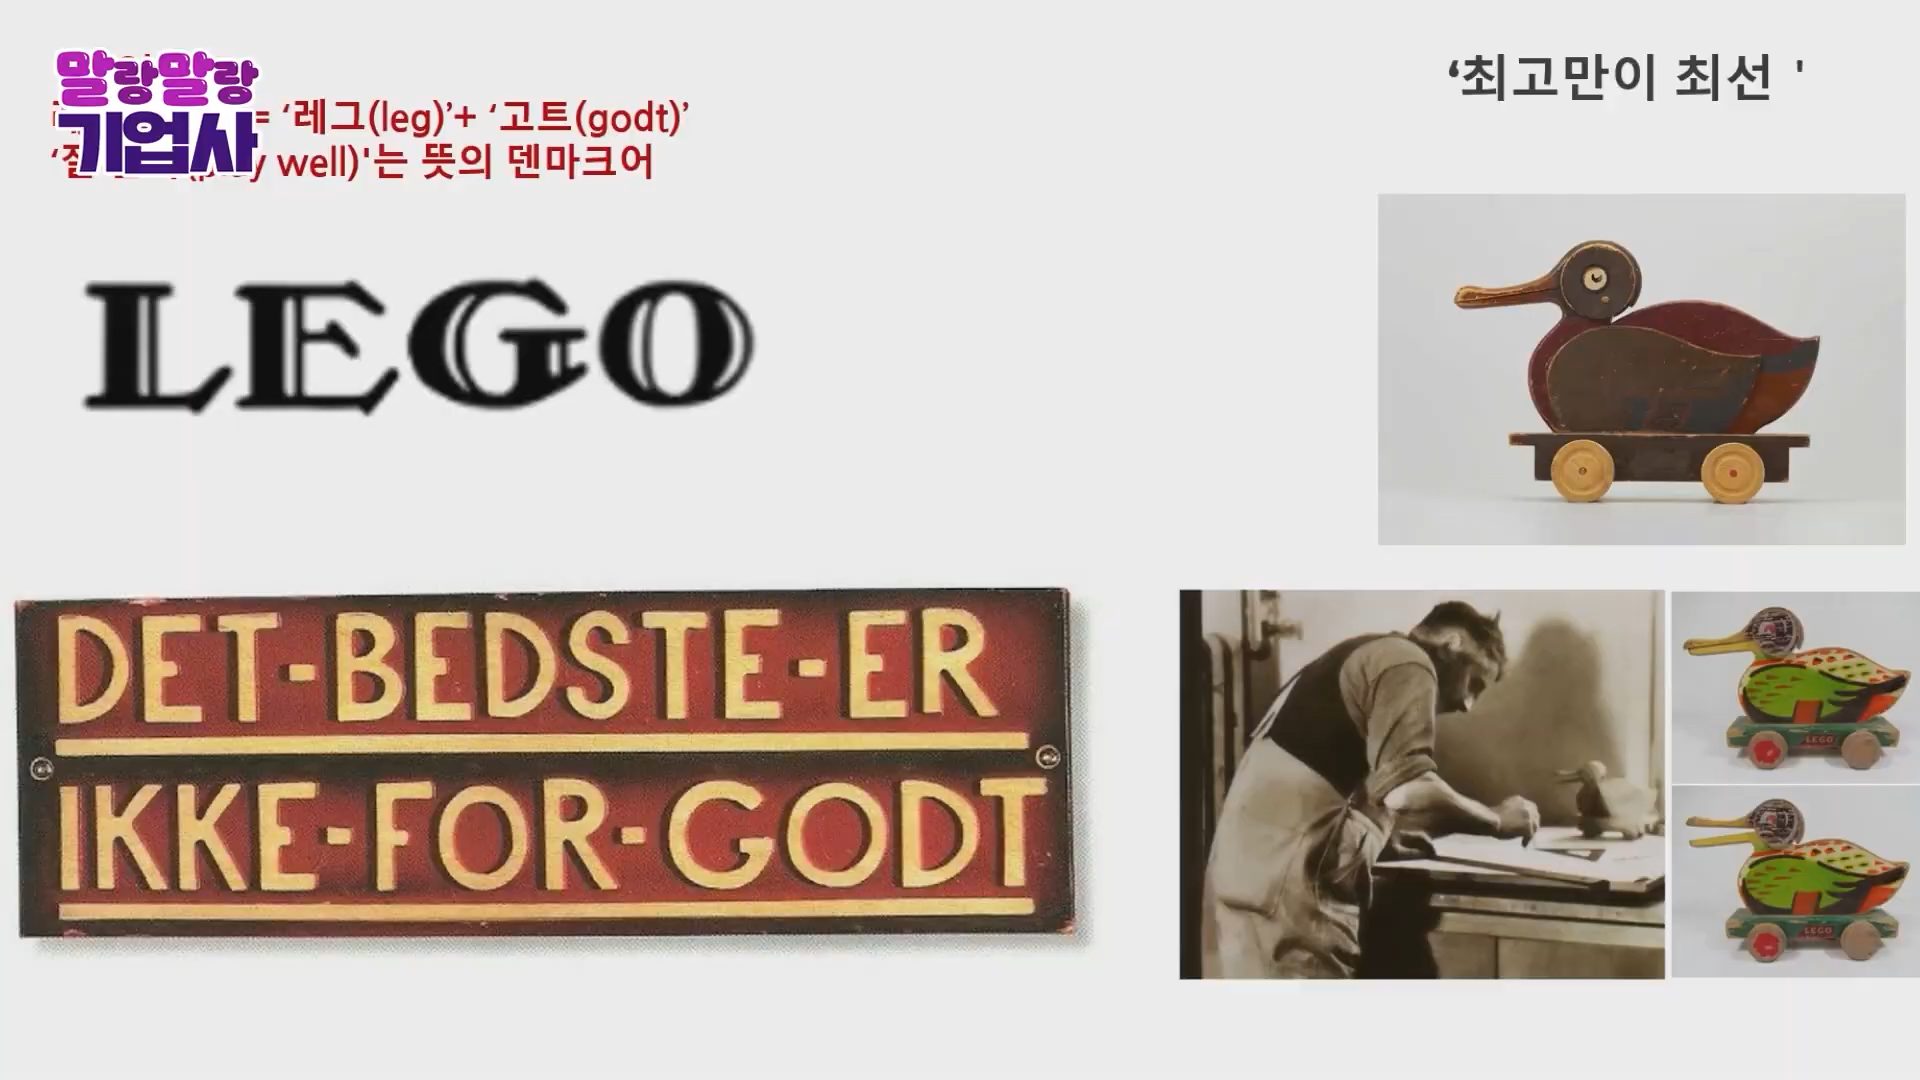 말랑말랑
기업사
= ‘레그(leg)’+ ‘고트(godt)’
well)'는 뜻의 덴마크어
‘최고만이 최선 '
LEGO
DET-BEDSTE-ER
IKKE-FOR-GODT
LEGO
LEGO